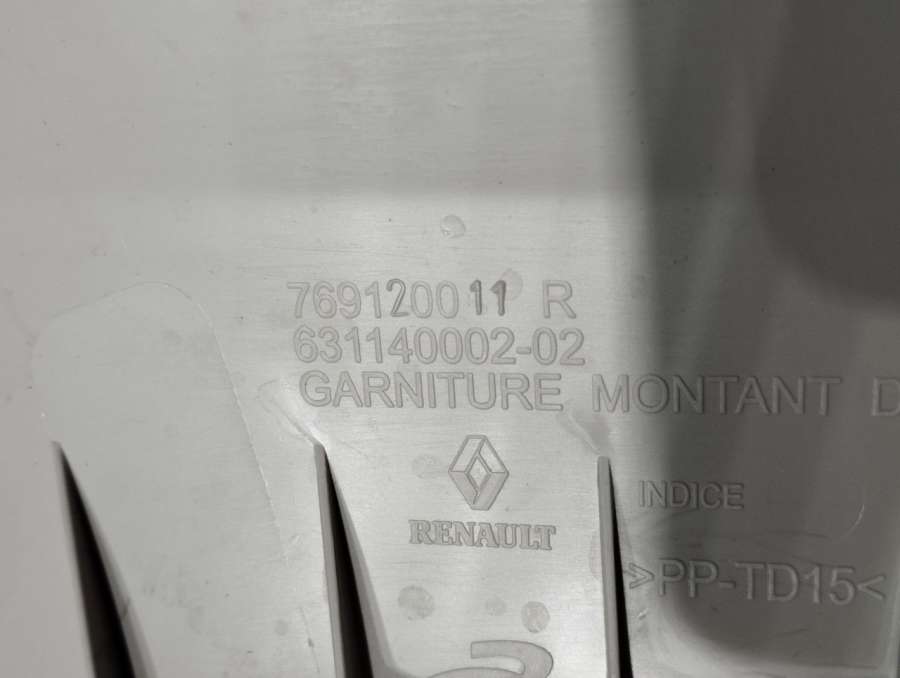 769120011 R
631140002-02
GARNITURE MONTANT D
RENAULT
INDICE
>PP-TD15<